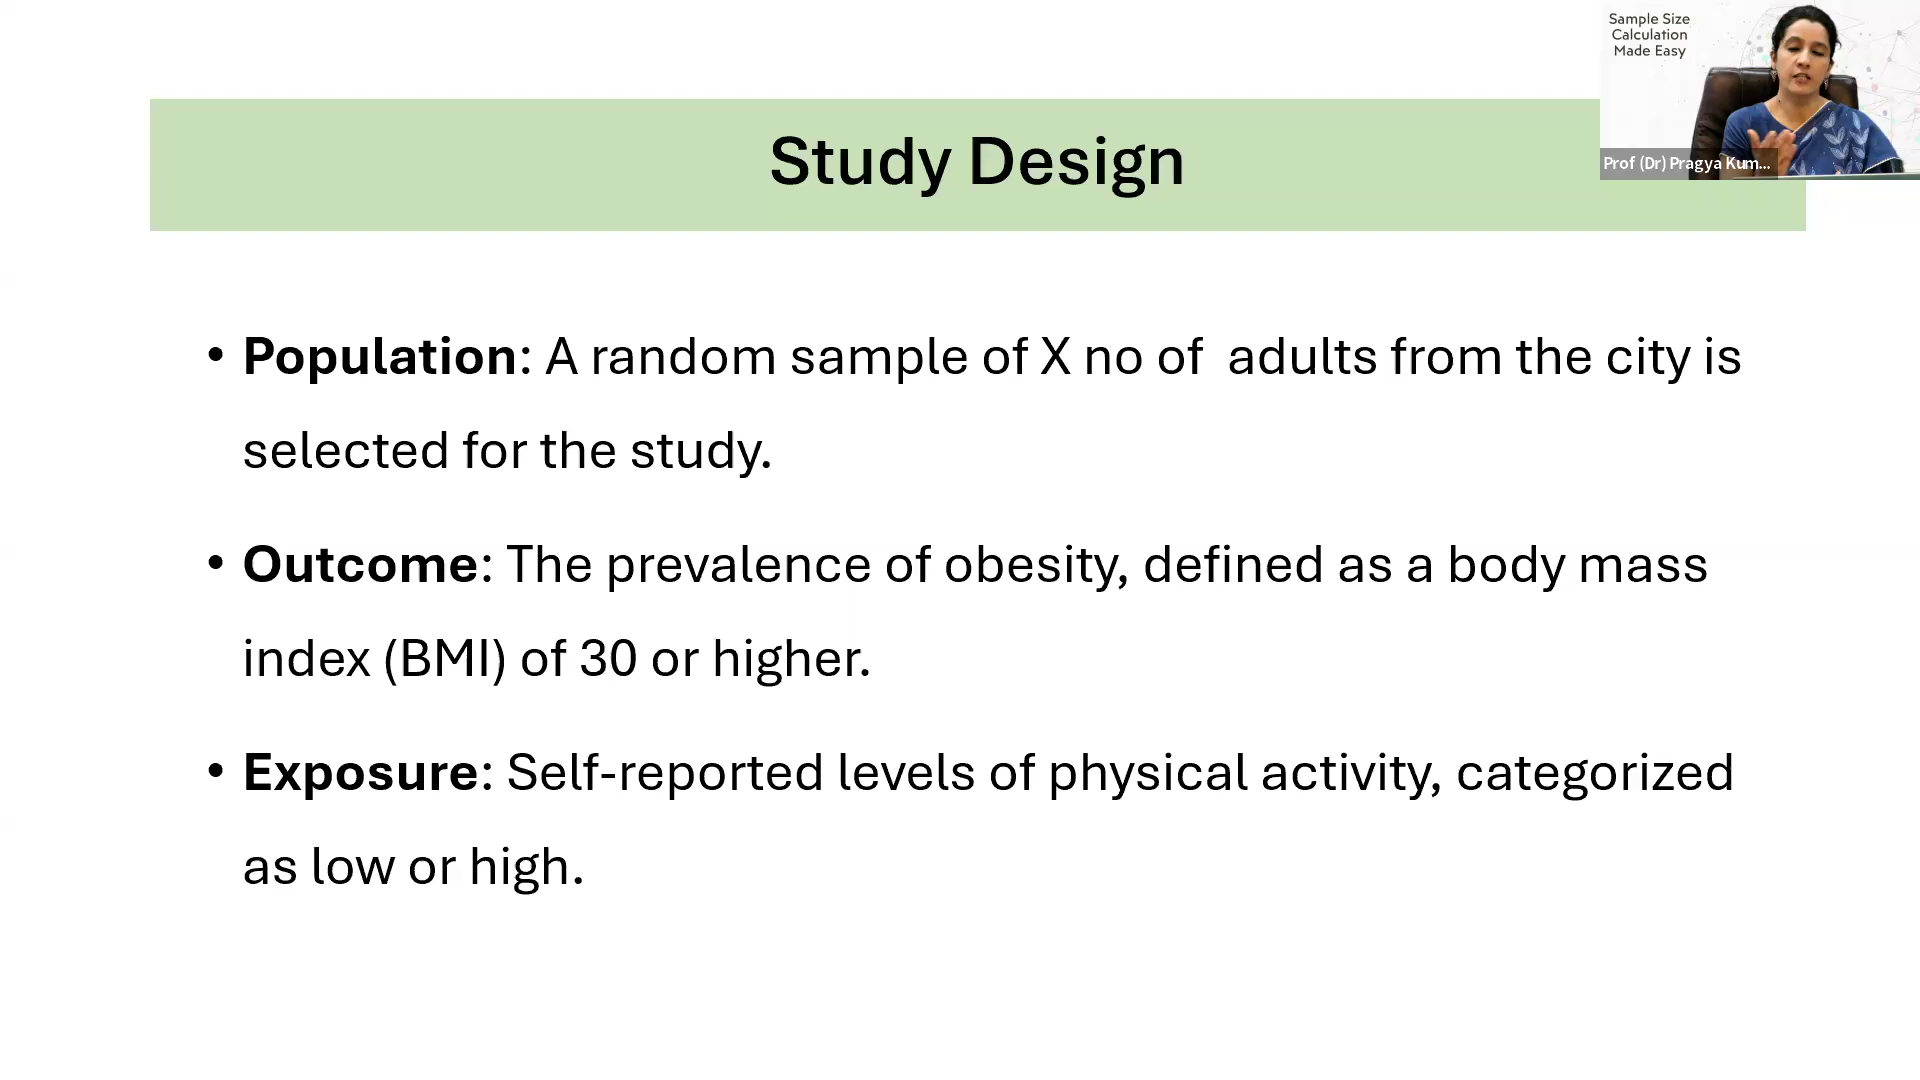 Sample Size
Calculation
Made Easy
Prof (Dr) Pragya Kum...
Study Design
• Population: A random sample of X no of  adults from the city is
selected for the study.
• Outcome: The prevalence of obesity, defined as a body mass
index (BMI) of 30 or higher.
• Exposure: Self-reported levels of physical activity, categorized
as low or high.